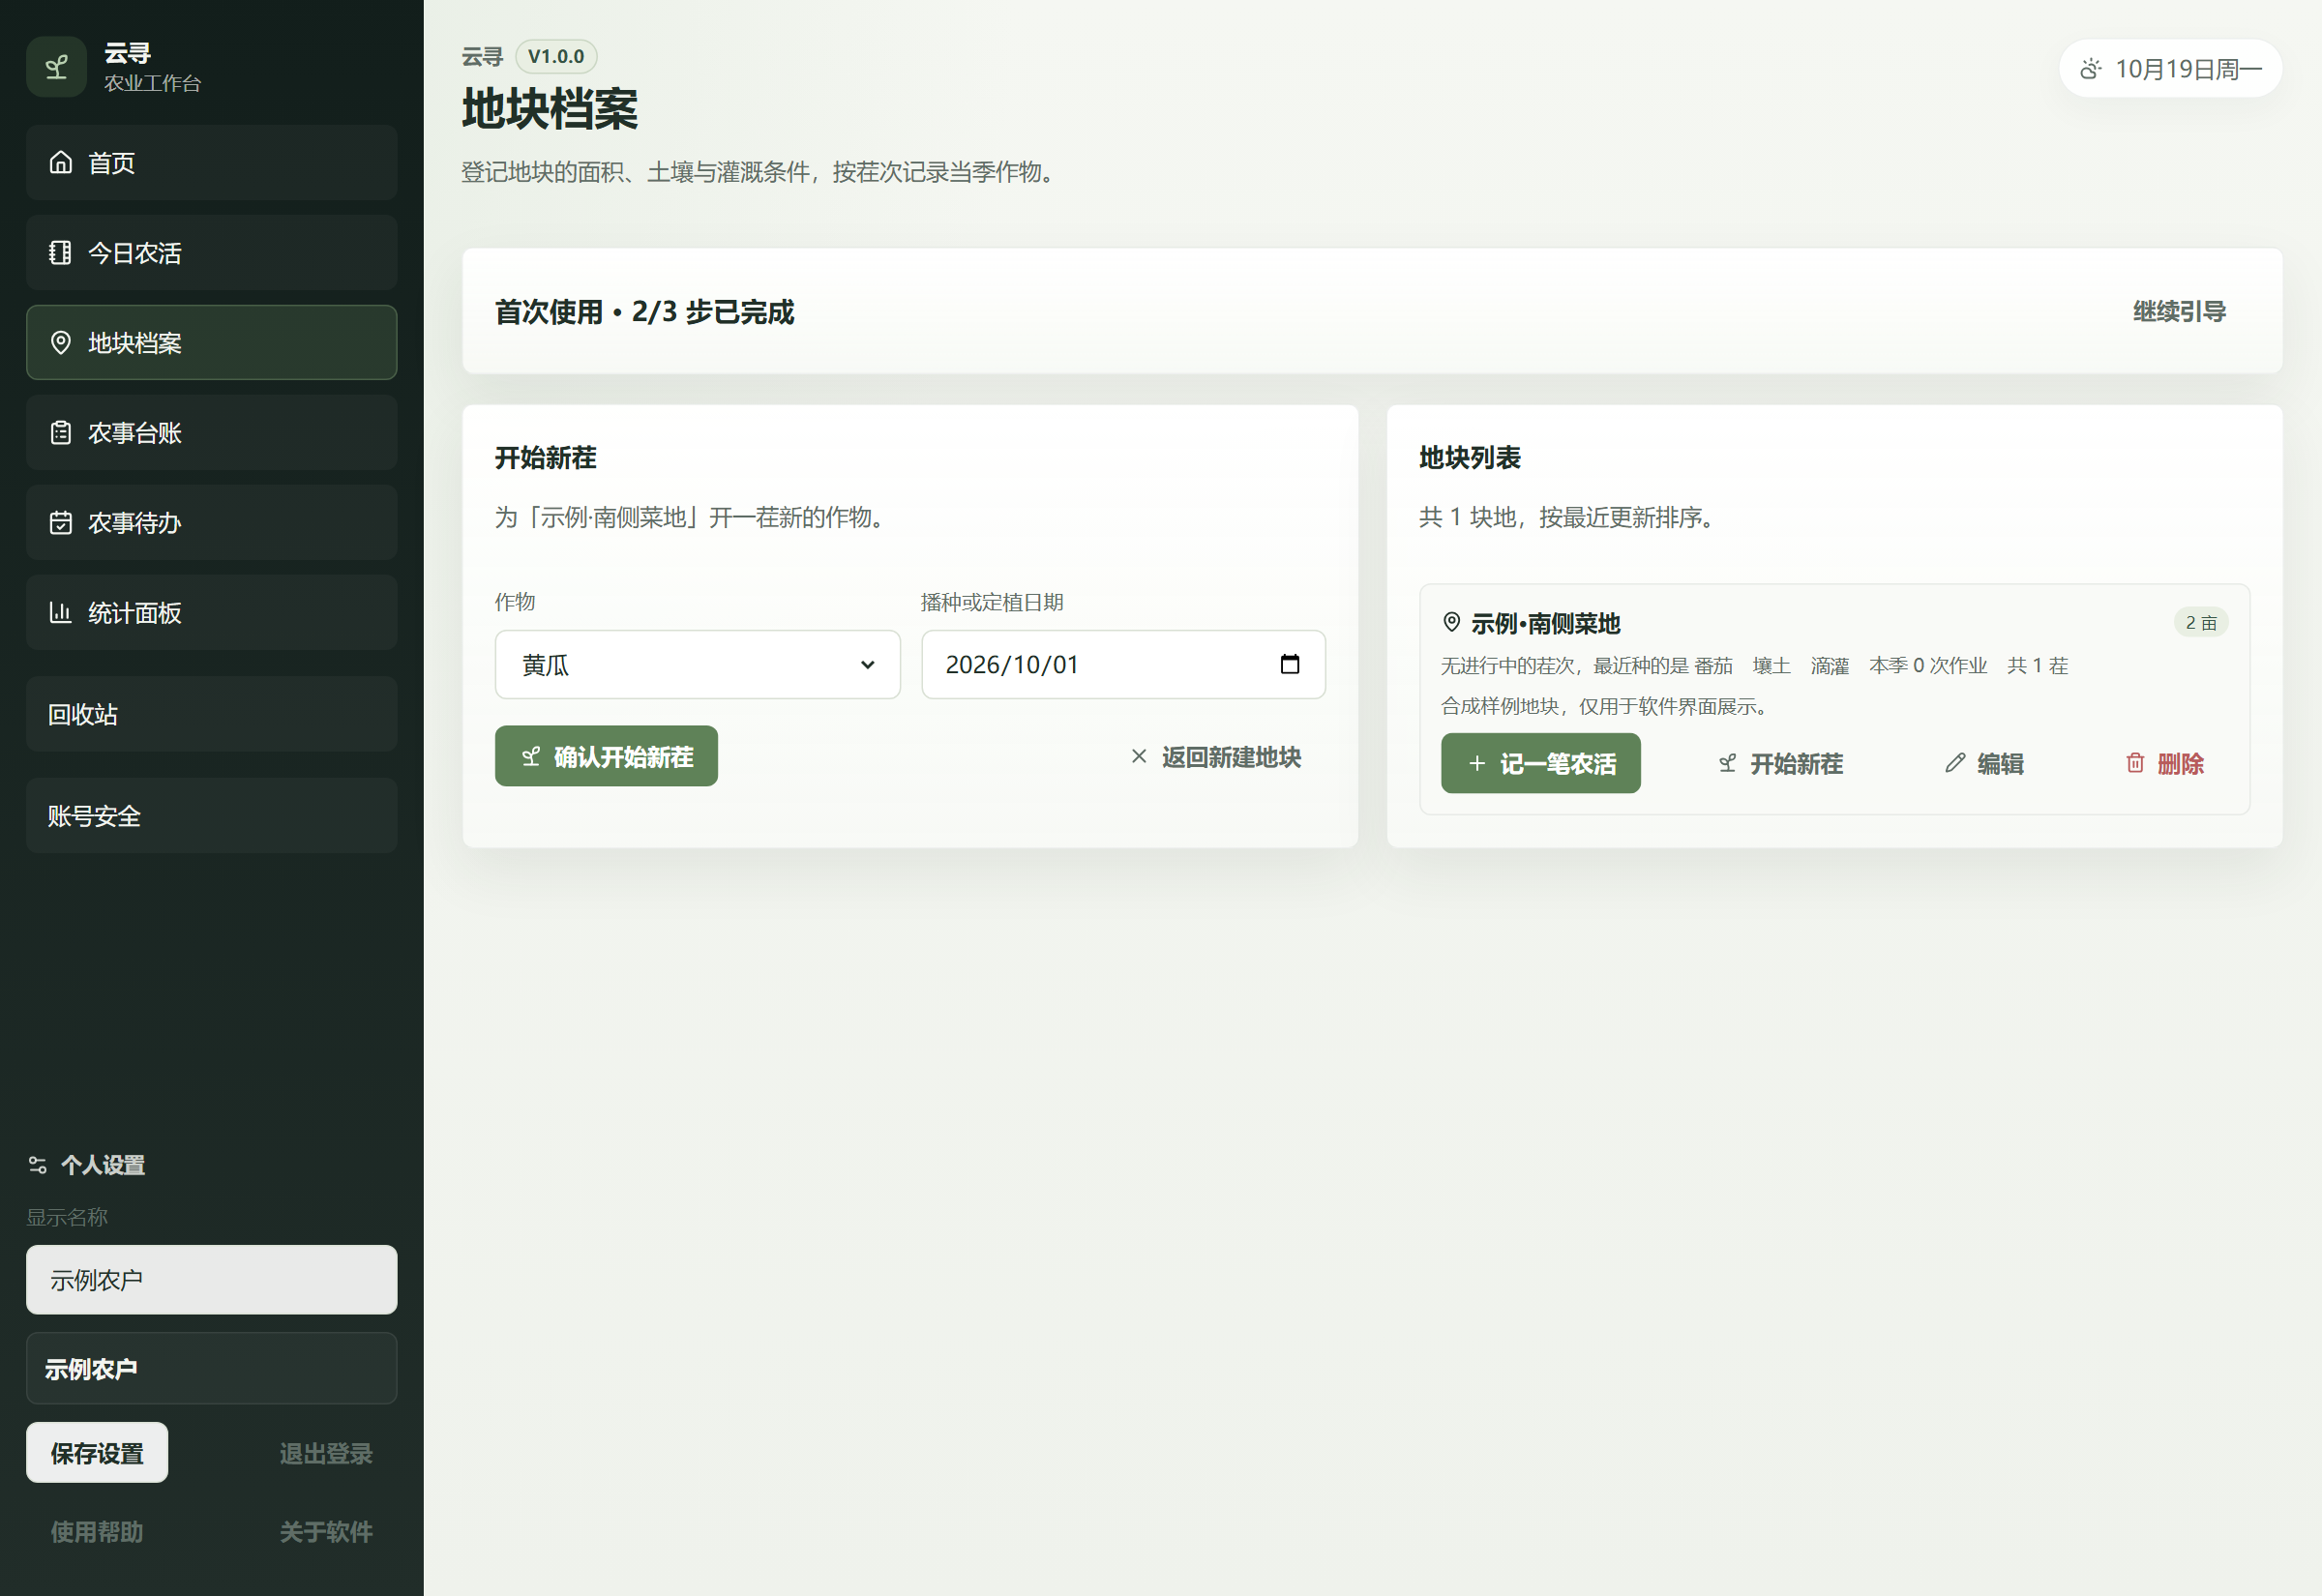 云寻
农业工作台
首页
今日农活
地块档案
农事台账
农事待办
统计面板
回收站
账号安全
个人设置
显示名称
示例农户
示例农户
保存设置 退出登录
使用帮助 关于软件
云寻 V1.0.0
10月19日周一
地块档案
登记地块的面积、土壤与灌溉条件，按茬次记录当季作物。
首次使用 • 2/3 步已完成 继续引导
开始新茬
为「示例·南侧菜地」开一茬新的作物。
作物 播种或定植日期
黄瓜 2026/10/01
确认开始新茬 返回新建地块
地块列表
共 1 块地，按最近更新排序。
示例·南侧菜地 2 亩
无进行中的茬次，最近种的是 番茄 壤土 滴灌 本季 0 次作业 共 1 茬
合成样例地块，仅用于软件界面展示。
记一笔农活 开始新茬 编辑 删除